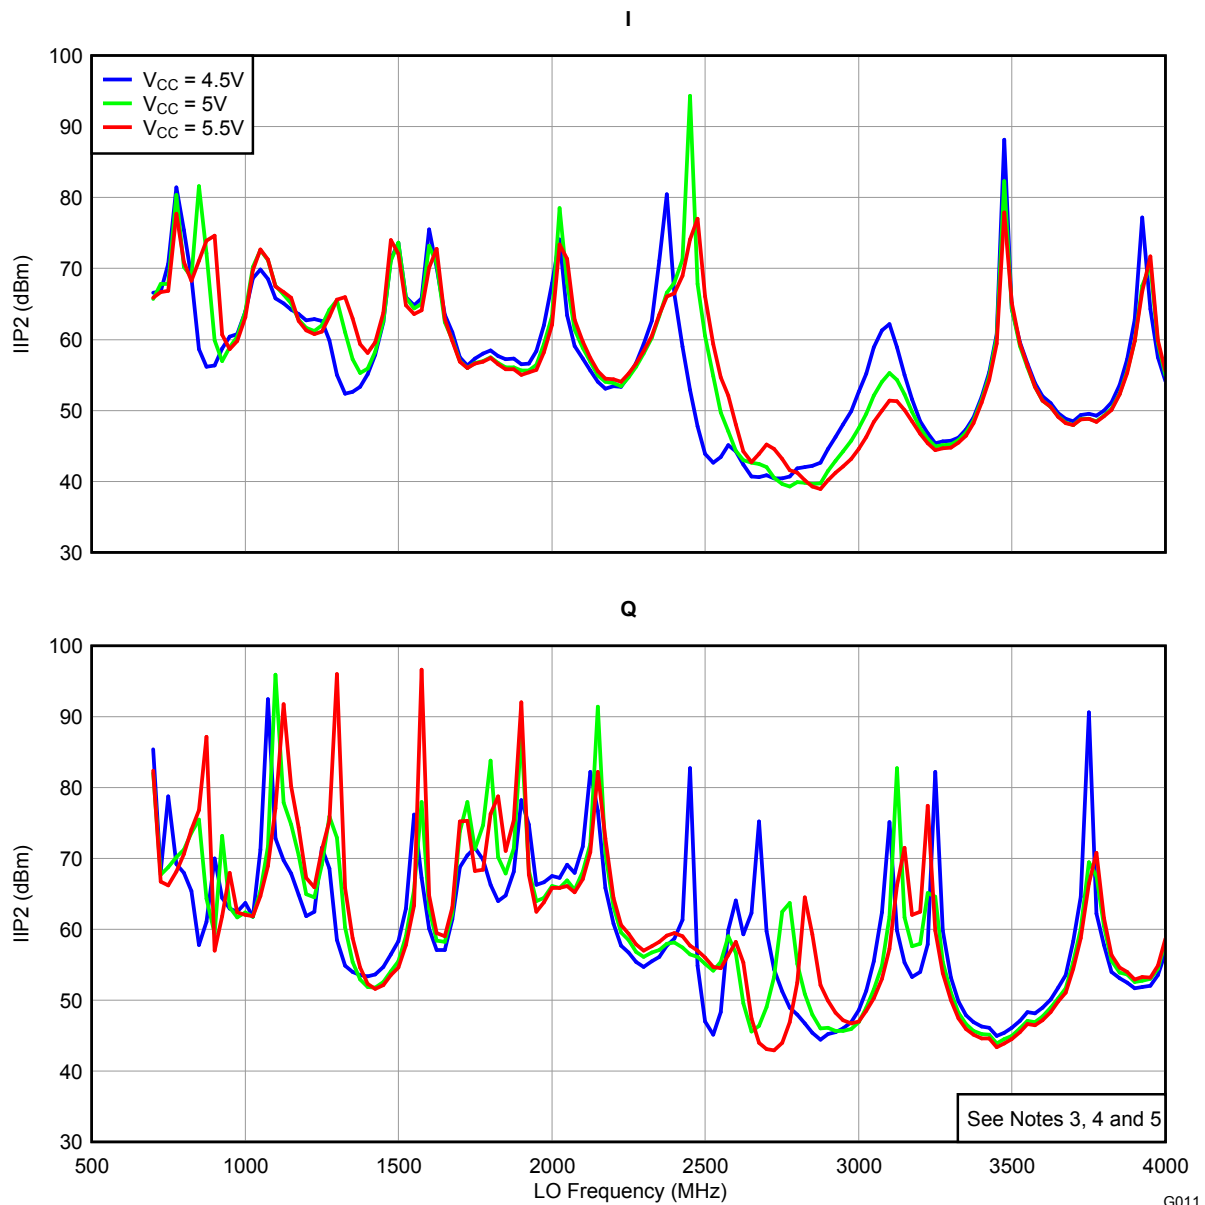 I
100
90
80
70
60
50
40
30
IIP2 (dBm)
VCC = 4.5V
VCC = 5V
VCC = 5.5V
Q
100
90
80
70
60
50
40
30
IIP2 (dBm)
See Notes 3, 4 and 5
500 1000 1500 2000 2500 3000 3500 4000
LO Frequency (MHz)
G011